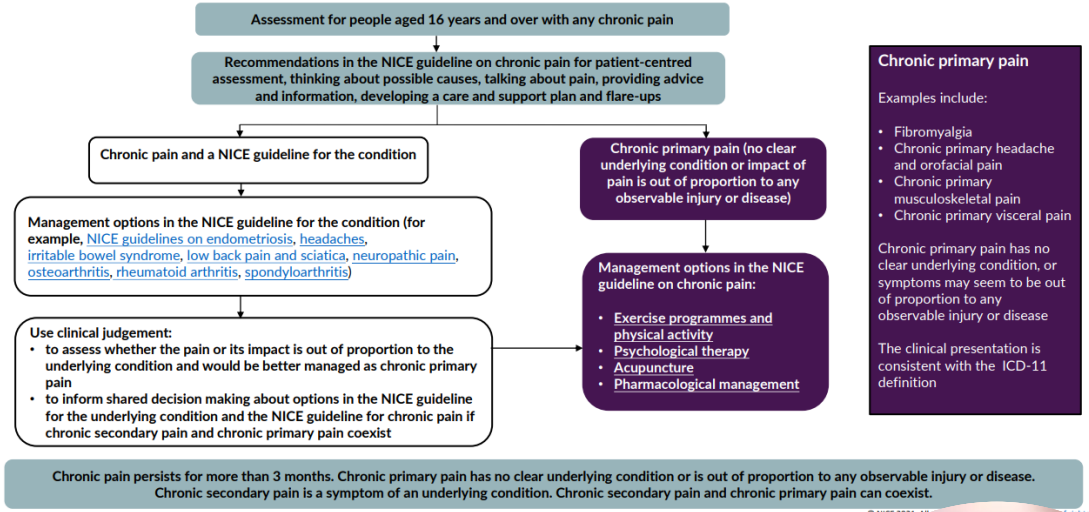 Assessment for people aged 16 years and over with any chronic pain
Recommendations in the NICE guideline on chronic pain for patient-centred
assessment, thinking about possible causes, talking about pain, providing advice
and information, developing a care and support plan and flare-ups
Chronic pain and a NICE guideline for the condition
Management options in the NICE guideline for the condition (for
example, NICE guidelines on endometriosis, headaches,
irritable bowel syndrome, low back pain and sciatica, neuropathic pain,
osteoarthritis, rheumatoid arthritis, spondyloarthritis)
Use clinical judgement:
• to assess whether the pain or its impact is out of proportion to the
underlying condition and would be better managed as chronic primary
pain
• to inform shared decision making about options in the NICE guideline
for the underlying condition and the NICE guideline for chronic pain if
chronic secondary pain and chronic primary pain coexist
Chronic primary pain (no clear
underlying condition or impact of
pain is out of proportion to any
observable injury or disease)
Management options in the NICE
guideline on chronic pain:
• Exercise programmes and
physical activity
• Psychological therapy
• Acupuncture
• Pharmacological management
Chronic primary pain
Examples include:
• Fibromyalgia
• Chronic primary headache
and orofacial pain
• Chronic primary
musculoskeletal pain
• Chronic primary visceral pain
Chronic primary pain has no
clear underlying condition, or
symptoms may seem to be out
of proportion to any
observable injury or disease
The clinical presentation is
consistent with the ICD-11
definition
Chronic pain persists for more than 3 months. Chronic primary pain has no clear underlying condition or is out of proportion to any observable injury or disease.
Chronic secondary pain is a symptom of an underlying condition. Chronic secondary pain and chronic primary pain can coexist.